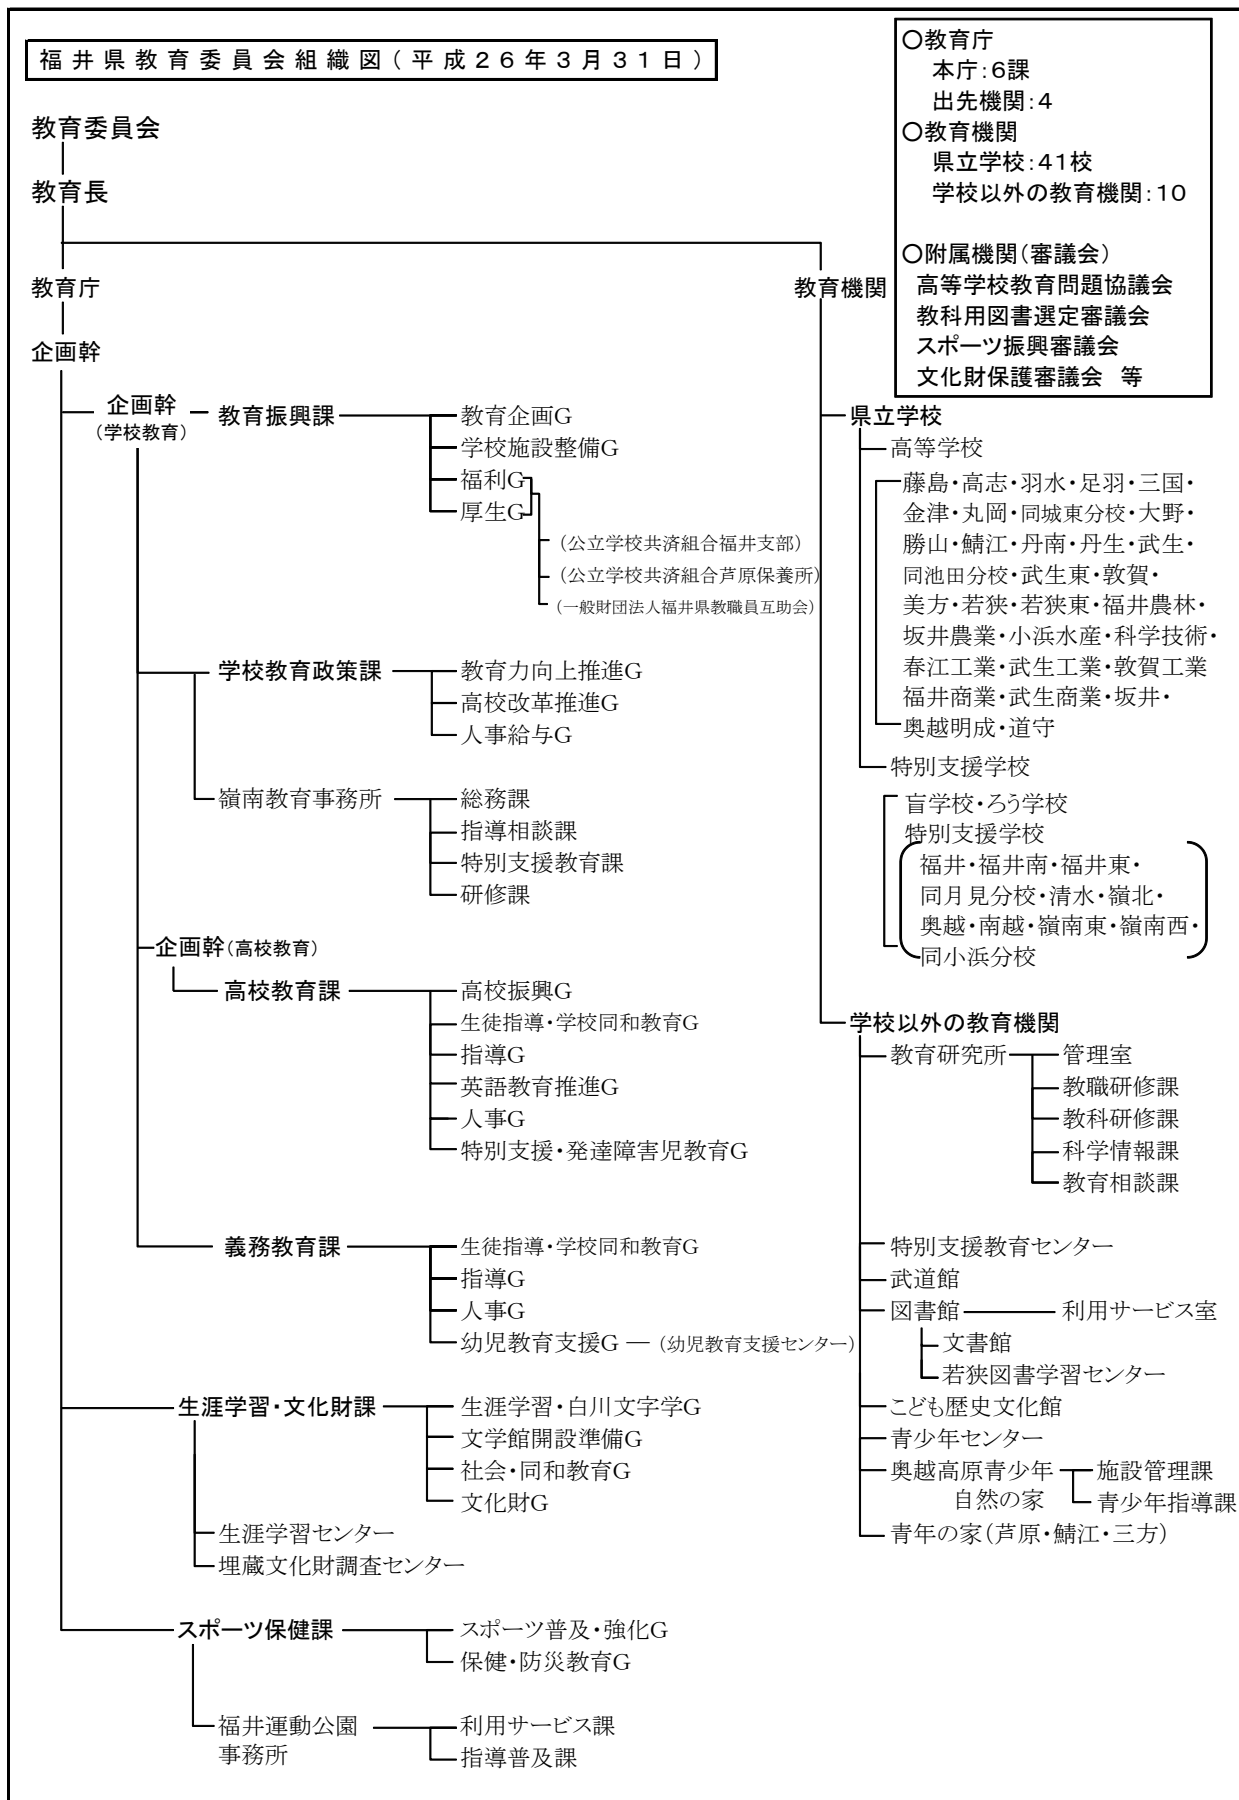 福井県教育委員会組織図(平成26年3月31日)
○教育庁
本庁:6課
出先機関:4
○教育機関
県立学校:41校
学校以外の教育機関:10
○附属機関(審議会)
高等学校教育問題協議会
教科用図書選定審議会
スポーツ振興審議会
文化財保護審議会 等
教育委員会
教育長
教育庁
企画幹
企画幹
(学校教育)
教育振興課
教育企画G
学校施設整備G
福利G
厚生G
(公立学校共済組合福井支部)
(公立学校共済組合芦原保養所)
(一般財団法人福井県教職員互助会)
学校教育政策課
教育力向上推進G
高校改革推進G
人事給与G
嶺南教育事務所
総務課
指導相談課
特別支援教育課
研修課
企画幹(高校教育)
高校教育課
高校振興G
生徒指導・学校同和教育G
指導G
英語教育推進G
人事G
特別支援・発達障害児教育G
義務教育課
生徒指導・学校同和教育G
指導G
人事G
幼児教育支援G ― (幼児教育支援センター)
生涯学習・文化財課
生涯学習・白川文字学G
文学館開設準備G
社会・同和教育G
文化財G
生涯学習センター
埋蔵文化財調査センター
スポーツ保健課
スポーツ普及・強化G
保健・防災教育G
福井運動公園
事務所
利用サービス課
指導普及課
教育機関
県立学校
高等学校
藤島・高志・羽水・足羽・三国・
金津・丸岡・同城東分校・大野・
勝山・鯖江・丹南・丹生・武生・
同池田分校・武生東・敦賀・
美方・若狭・若狭東・福井農林・
坂井農業・小浜水産・科学技術・
春江工業・武生工業・敦賀工業
福井商業・武生商業・坂井・
奥越明成・道守
特別支援学校
盲学校・ろう学校
特別支援学校
福井・福井南・福井東・
同月見分校・清水・嶺北・
奥越・南越・嶺南東・嶺南西・
同小浜分校
学校以外の教育機関
教育研究所
管理室
教職研修課
教科研修課
科学情報課
教育相談課
特別支援教育センター
武道館
図書館
利用サービス室
文書館
若狭図書学習センター
こども歴史文化館
青少年センター
奥越高原青少年
自然の家
施設管理課
青少年指導課
青年の家(芦原・鯖江・三方)